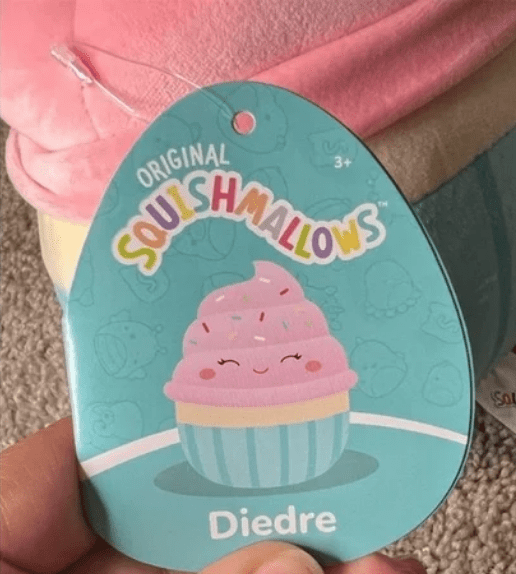 ORIGINAL
3+
SQUISHMALLOWS™
Diedre